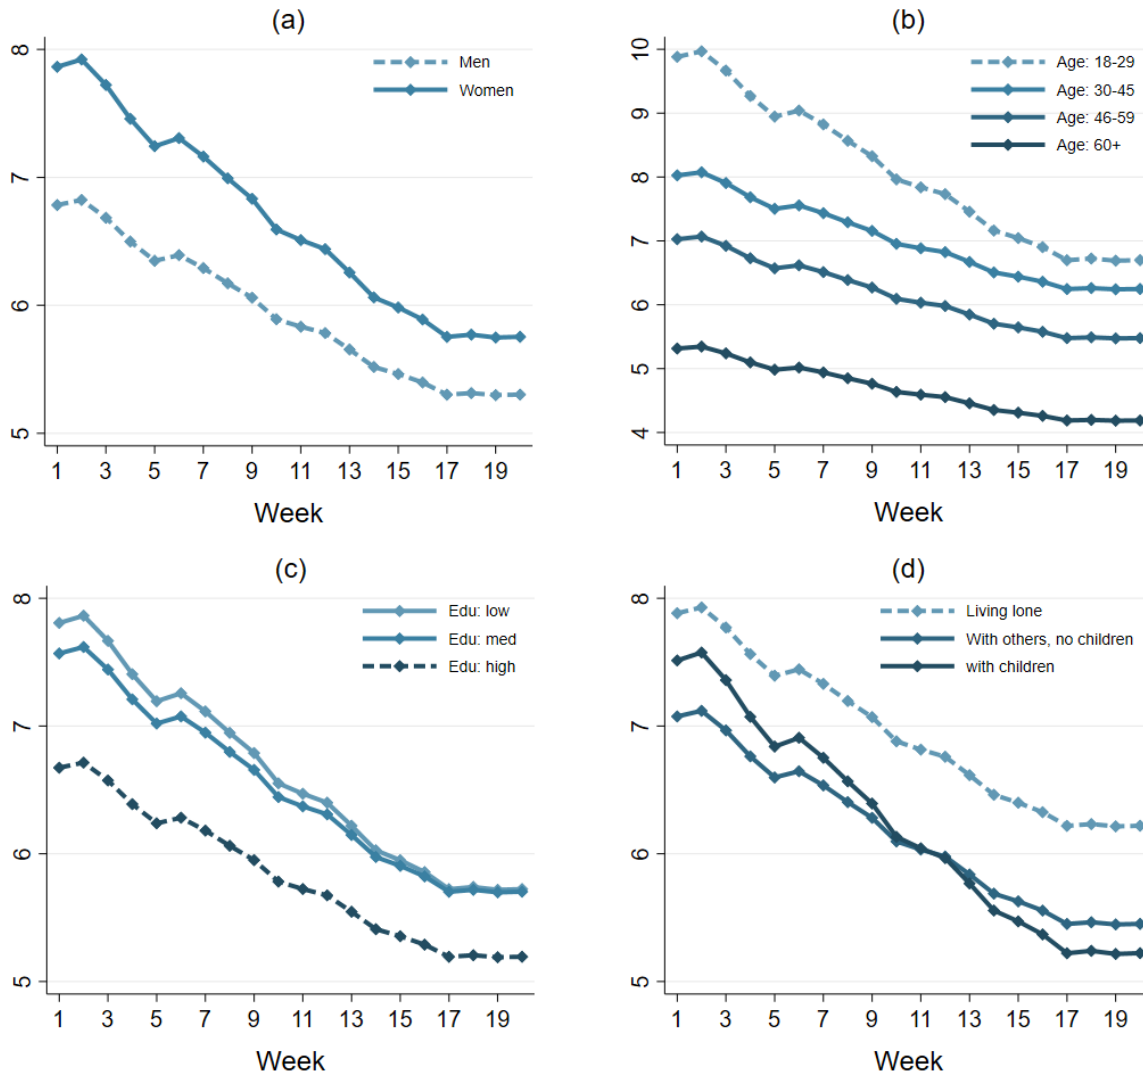 (a)
8
7
6
5
Men
Women
1 3 5 7 9 11 13 15 17 19
Week
(b)
10
9
8
7
6
5
4
Age: 18-29
Age: 30-45
Age: 46-59
Age: 60+
1 3 5 7 9 11 13 15 17 19
Week
(c)
8
7
6
5
Edu: low
Edu: med
Edu: high
1 3 5 7 9 11 13 15 17 19
Week
(d)
8
7
6
5
Living lone
With others, no children
with children
1 3 5 7 9 11 13 15 17 19
Week